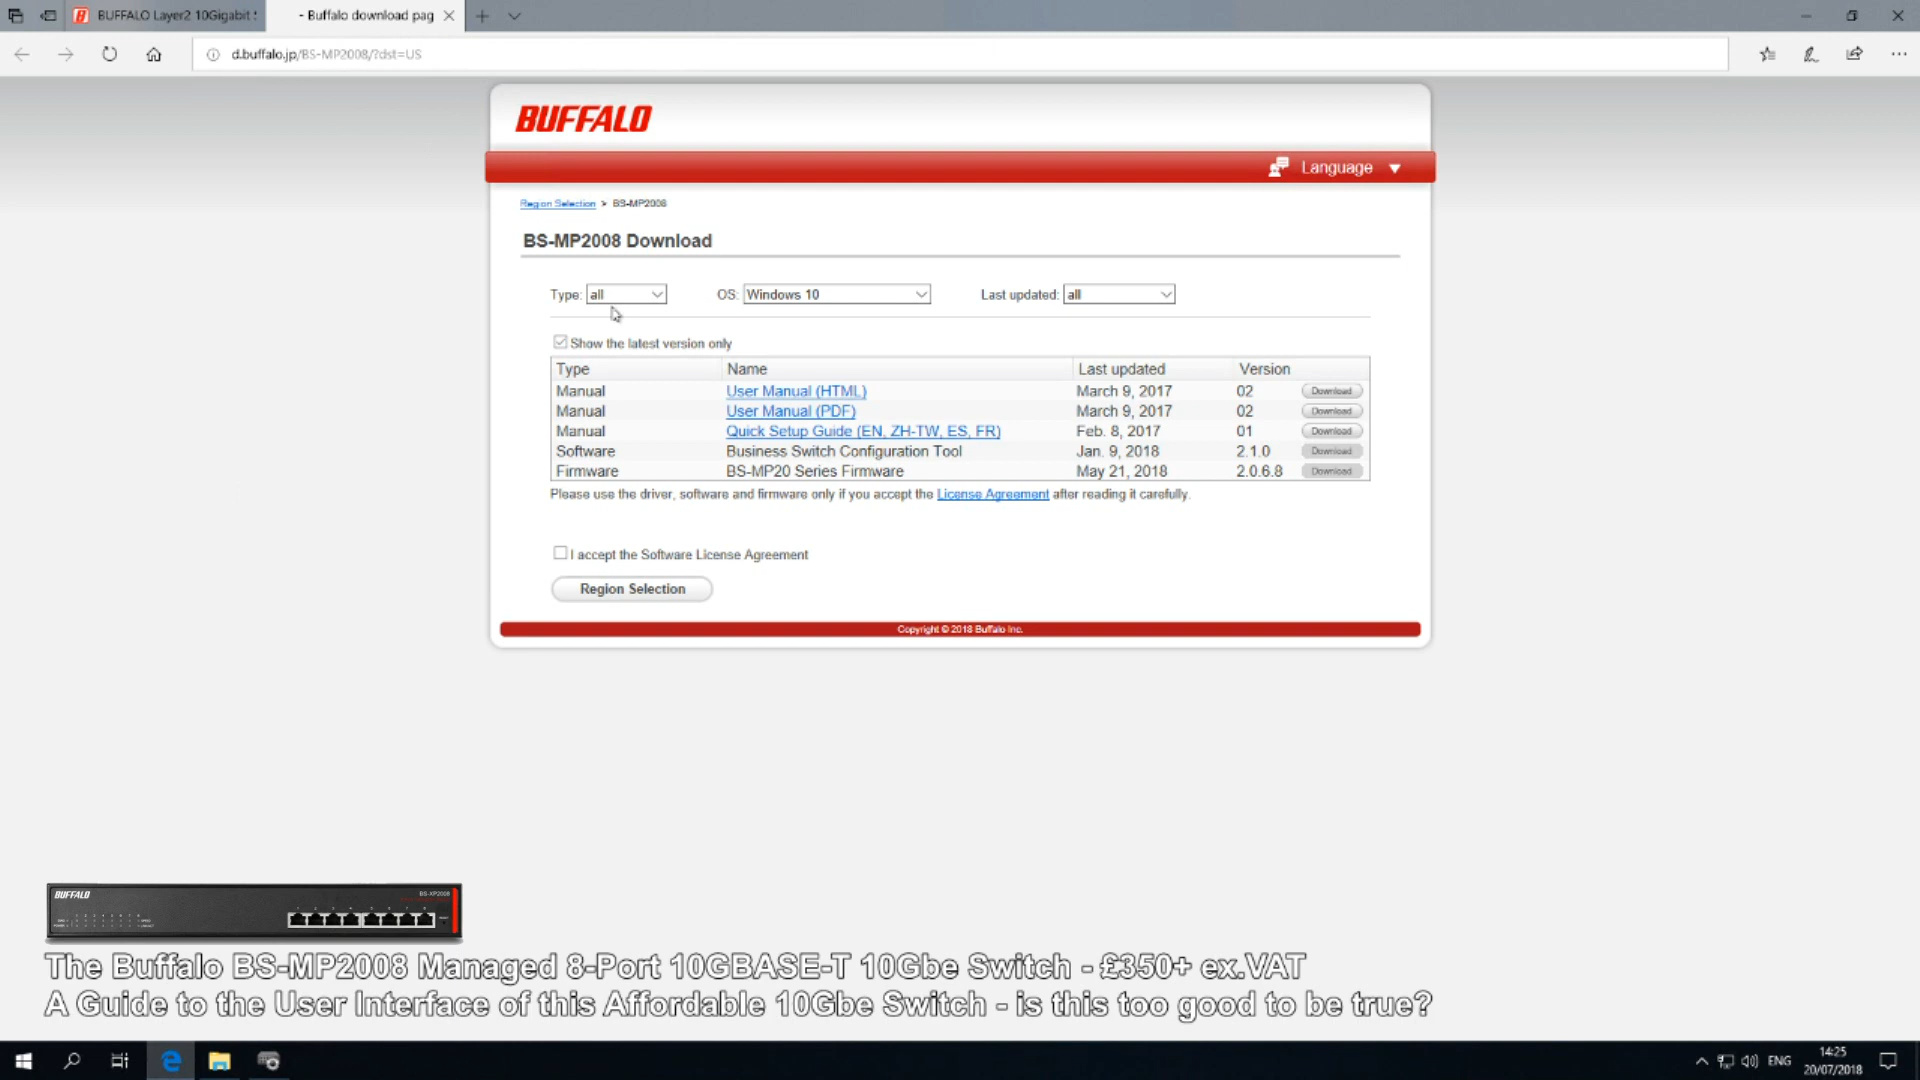 BUFFALO Layer2 10Gigabit S
- Buffalo download pag
d.buffalo.jp/BS-MP2008/?dst=US
BUFFALO
Language
Region Selection > BS-MP2008
BS-MP2008 Download
Type: all OS: Windows 10 Last updated: all
Show the latest version only
Type Name Last updated Version
Manual User Manual (HTML) March 9, 2017 02 Download
Manual User Manual (PDF) March 9, 2017 02 Download
Manual Quick Setup Guide (EN, ZH-TW, ES, FR) Feb. 8, 2017 01 Download
Software Business Switch Configuration Tool Jan. 9, 2018 2.1.0 Download
Firmware BS-MP20 Series Firmware May 21, 2018 2.0.6.8 Download
Please use the driver, software and firmware only if you accept the License Agreement after reading it carefully.
I accept the Software License Agreement
Region Selection
Copyright © 2018 Buffalo Inc.
BUFFALO
BS-XP2008
The Buffalo BS-MP2008 Managed 8-Port 10GBASE-T 10Gbe Switch - £350+ ex.VAT
A Guide to the User Interface of this Affordable 10Gbe Switch - is this too good to be true?
ENG
14:25
20/07/2018